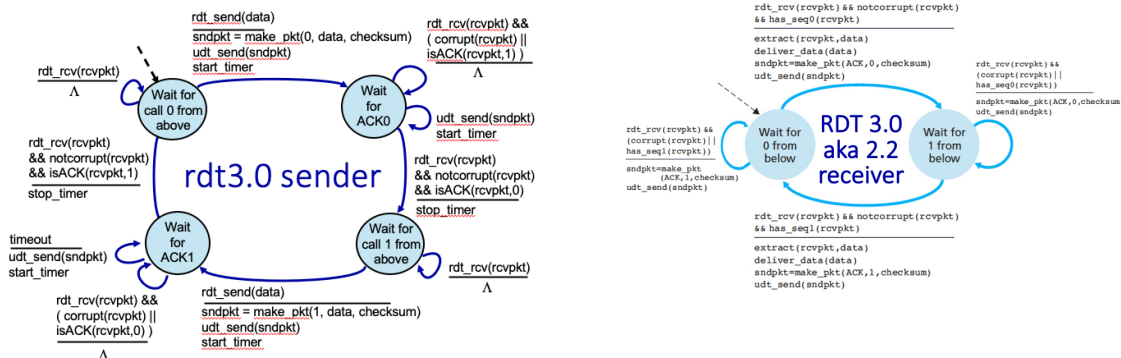 rdt_send(data)
sndpkt = make_pkt(0, data, checksum)
udt_send(sndpkt)
start_timer
rdt_rcv(rcvpkt) &&
( corrupt(rcvpkt) ||
isACK(rcvpkt,1) )
Λ
rdt_rcv(rcvpkt)
Λ
Wait for
call 0 from
above
Wait
for
ACK0
udt_send(sndpkt)
start_timer
rdt_rcv(rcvpkt)
&& notcorrupt(rcvpkt)
&& isACK(rcvpkt,1)
stop_timer
rdt3.0 sender
rdt_rcv(rcvpkt)
&& notcorrupt(rcvpkt)
&& isACK(rcvpkt,0)
stop_timer
timeout
udt_send(sndpkt)
start_timer
Wait
for
ACK1
Wait for
call 1 from
above
rdt_rcv(rcvpkt)
Λ
rdt_rcv(rcvpkt) &&
( corrupt(rcvpkt) ||
isACK(rcvpkt,0) )
Λ
rdt_send(data)
sndpkt = make_pkt(1, data, checksum)
udt_send(sndpkt)
start_timer
rdt_rcv(rcvpkt) && notcorrupt(rcvpkt)
&& has_seq0(rcvpkt)
extract(rcvpkt,data)
deliver_data(data)
sndpkt=make_pkt(ACK,0,checksum)
udt_send(sndpkt)
rdt_rcv(rcvpkt) &&
(corrupt(rcvpkt)||
has_seq0(rcvpkt))
sndpkt=make_pkt(ACK,0,checksum
udt_send(sndpkt)
rdt_rcv(rcvpkt) &&
(corrupt(rcvpkt)||
has_seq1(rcvpkt))
sndpkt=make_pkt
(ACK,1,checksum)
udt_send(sndpkt)
Wait for
0 from
below
RDT 3.0
aka 2.2
receiver
Wait for
1 from
below
rdt_rcv(rcvpkt) && notcorrupt(rcvpkt)
&& has_seq1(rcvpkt)
extract(rcvpkt,data)
deliver_data(data)
sndpkt=make_pkt(ACK,1,checksum)
udt_send(sndpkt)